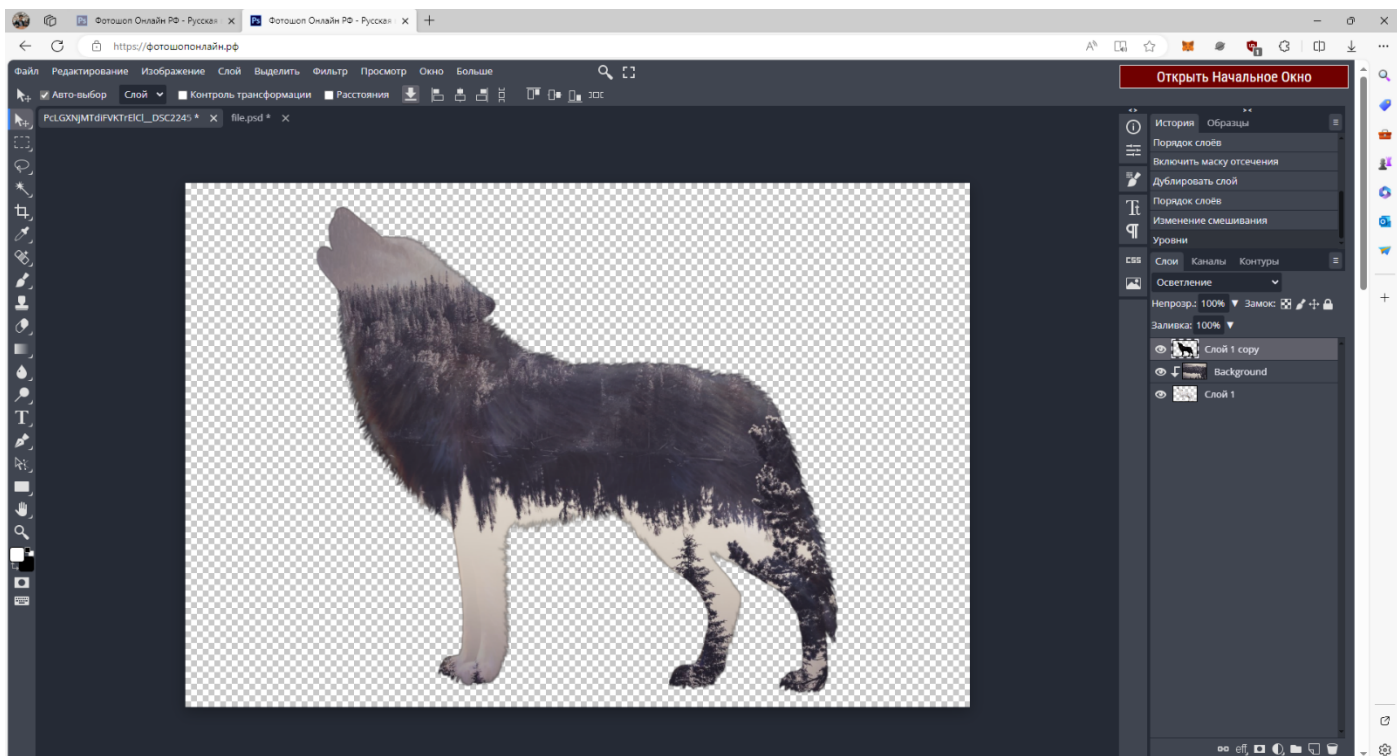 Фотошоп Онлайн РФ - Русская
Фотошоп Онлайн РФ - Русская
https://фотошопонлайн.рф
Файл Редактирование Изображение Слой Выделить Фильтр Просмотр Окно Больше
Открыть Начальное Окно
Авто-выбор Слой Контроль трансформации Расстояния
PcLGXNjMTdiFVKTrElCl__DSC2245 * file.psd *
История Образцы
Порядок слоёв
Включить маску отсечения
Дублировать слой
Порядок слоёв
Изменение смешивания
Уровни
CSS
Слои Каналы Контуры
Осветление
Непрозр.: 100% Замок:
Заливка: 100%
Слой 1 copy
Background
Слой 1
eff